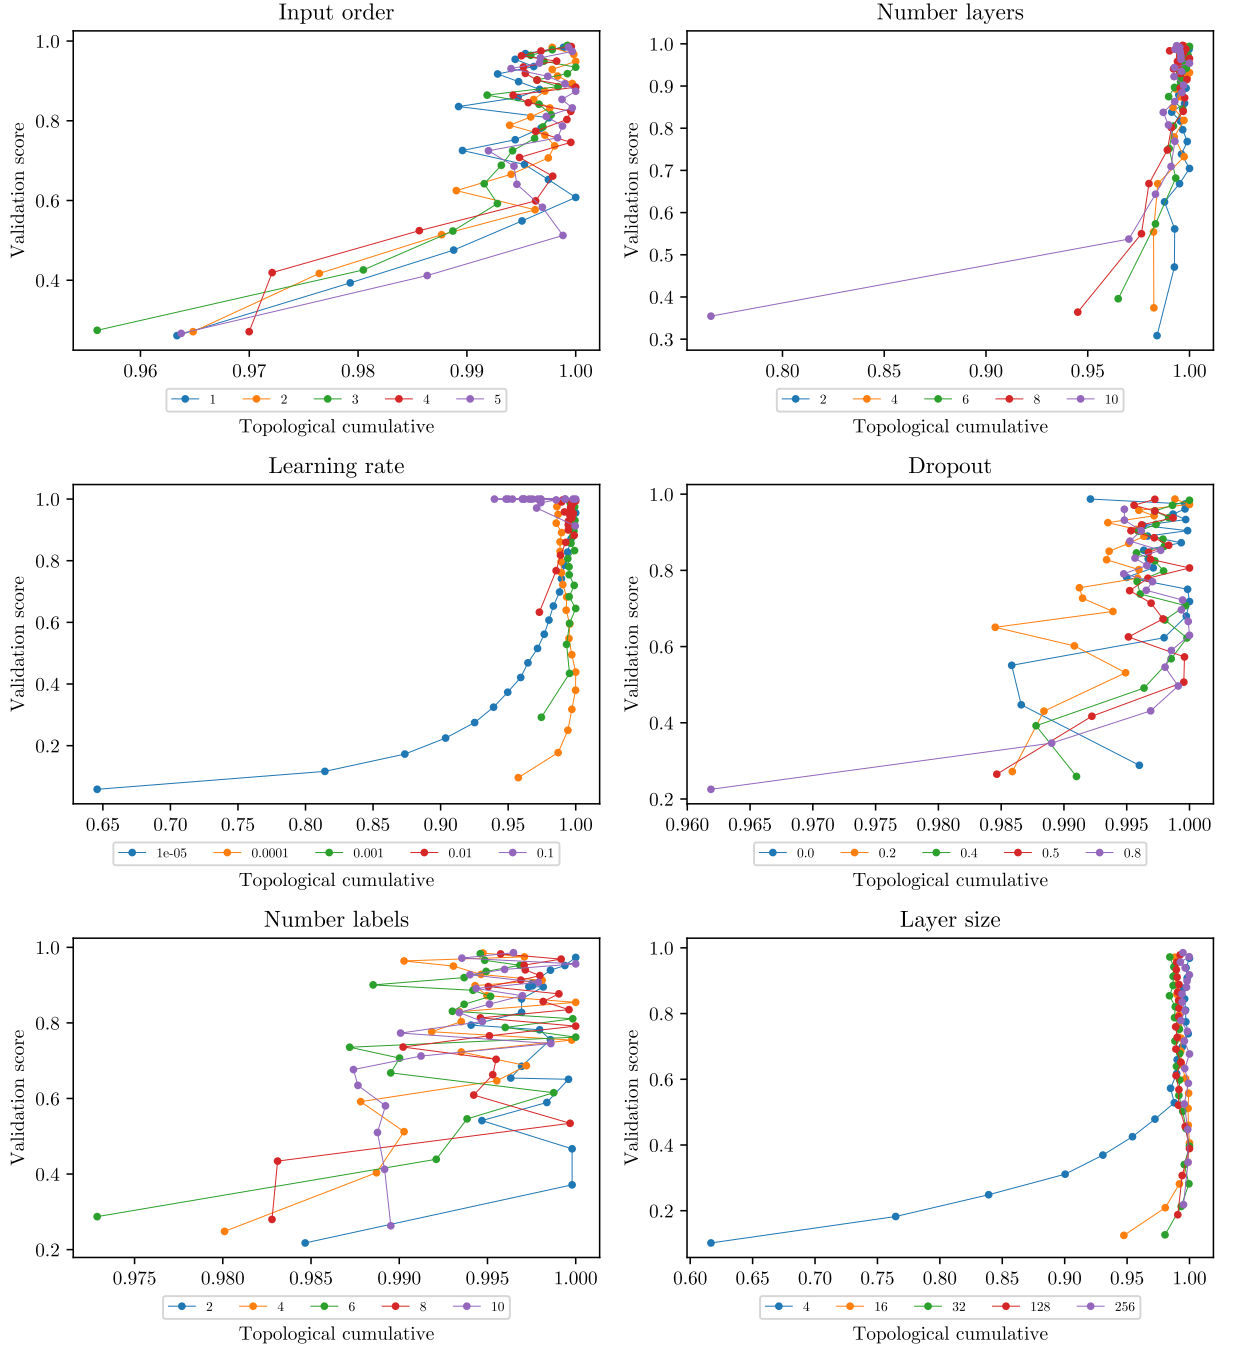 Input order
Validation score
1.0
0.8
0.6
0.4
0.96 0.97 0.98 0.99 1.00
1 2 3 4 5
Topological cumulative
Number layers
Validation score
1.0
0.9
0.8
0.7
0.6
0.5
0.4
0.3
0.80 0.85 0.90 0.95 1.00
2 4 6 8 10
Topological cumulative
Learning rate
Validation score
1.0
0.8
0.6
0.4
0.2
0.65 0.70 0.75 0.80 0.85 0.90 0.95 1.00
1e-05 0.0001 0.001 0.01 0.1
Topological cumulative
Dropout
Validation score
1.0
0.8
0.6
0.4
0.2
0.960 0.965 0.970 0.975 0.980 0.985 0.990 0.995 1.000
0.0 0.2 0.4 0.5 0.8
Topological cumulative
Number labels
Validation score
1.0
0.8
0.6
0.4
0.2
0.975 0.980 0.985 0.990 0.995 1.000
2 4 6 8 10
Topological cumulative
Layer size
Validation score
1.0
0.8
0.6
0.4
0.2
0.60 0.65 0.70 0.75 0.80 0.85 0.90 0.95 1.00
4 16 32 128 256
Topological cumulative